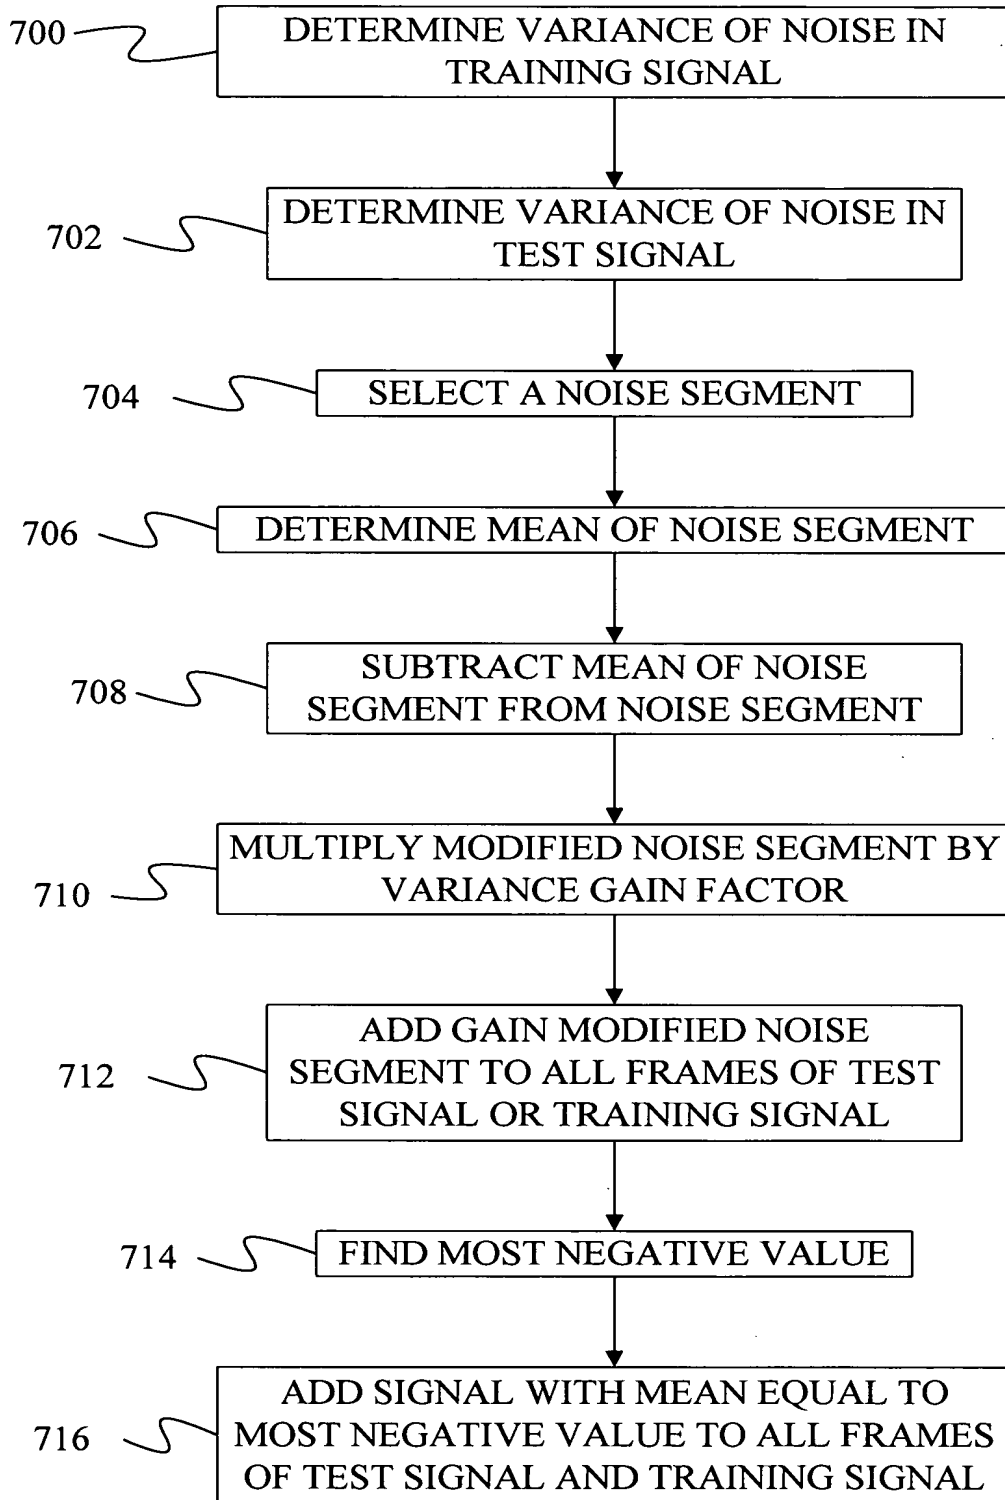 700
DETERMINE VARIANCE OF NOISE IN
TRAINING SIGNAL
702
DETERMINE VARIANCE OF NOISE IN
TEST SIGNAL
704
SELECT A NOISE SEGMENT
706
DETERMINE MEAN OF NOISE SEGMENT
708
SUBTRACT MEAN OF NOISE
SEGMENT FROM NOISE SEGMENT
710
MULTIPLY MODIFIED NOISE SEGMENT BY
VARIANCE GAIN FACTOR
712
ADD GAIN MODIFIED NOISE
SEGMENT TO ALL FRAMES OF TEST
SIGNAL OR TRAINING SIGNAL
714
FIND MOST NEGATIVE VALUE
716
ADD SIGNAL WITH MEAN EQUAL TO
MOST NEGATIVE VALUE TO ALL FRAMES
OF TEST SIGNAL AND TRAINING SIGNAL